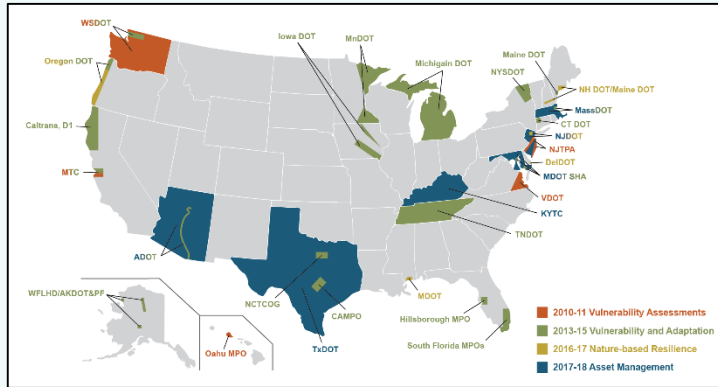 WSDOT
Iowa DOT
MnDOT
Michigain DOT
Maine DOT
NYSDOT
Oregon DOT
NH DOT/Maine DOT
MassDOT
Caltrans, D1
CT DOT
NJDOT
NJTPA
DelDOT
MTC
MDOT SHA
VDOT
KYTC
TNDOT
ADOT
WFLHD/AKDOT&PF
NCTCOG
CAMPO
MDOT
Hillsborough MPO
South Florida MPOs
TxDOT
Oahu MPO
2010-11 Vulnerability Assessments
2013-15 Vulnerability and Adaptation
2016-17 Nature-based Resilience
2017-18 Asset Management